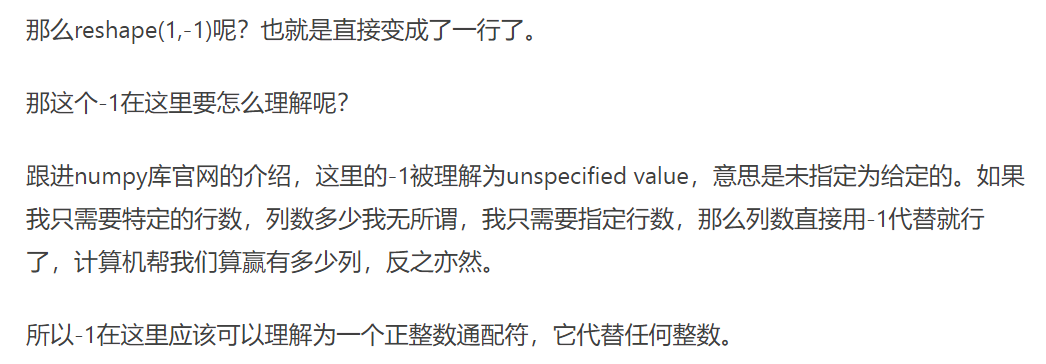 那么reshape(1,-1)呢？也就是直接变成了一行了。
那这个-1在这里要怎么理解呢？
跟进numpy库官网的介绍，这里的-1被理解为unspecified value，意思是未指定为给定的。如果
我只需要特定的行数，列数多少我无所谓，我只需要指定行数，那么列数直接用-1代替就行
了，计算机帮我们算赢有多少列，反之亦然。
所以-1在这里应该可以理解为一个正整数通配符，它代替任何整数。